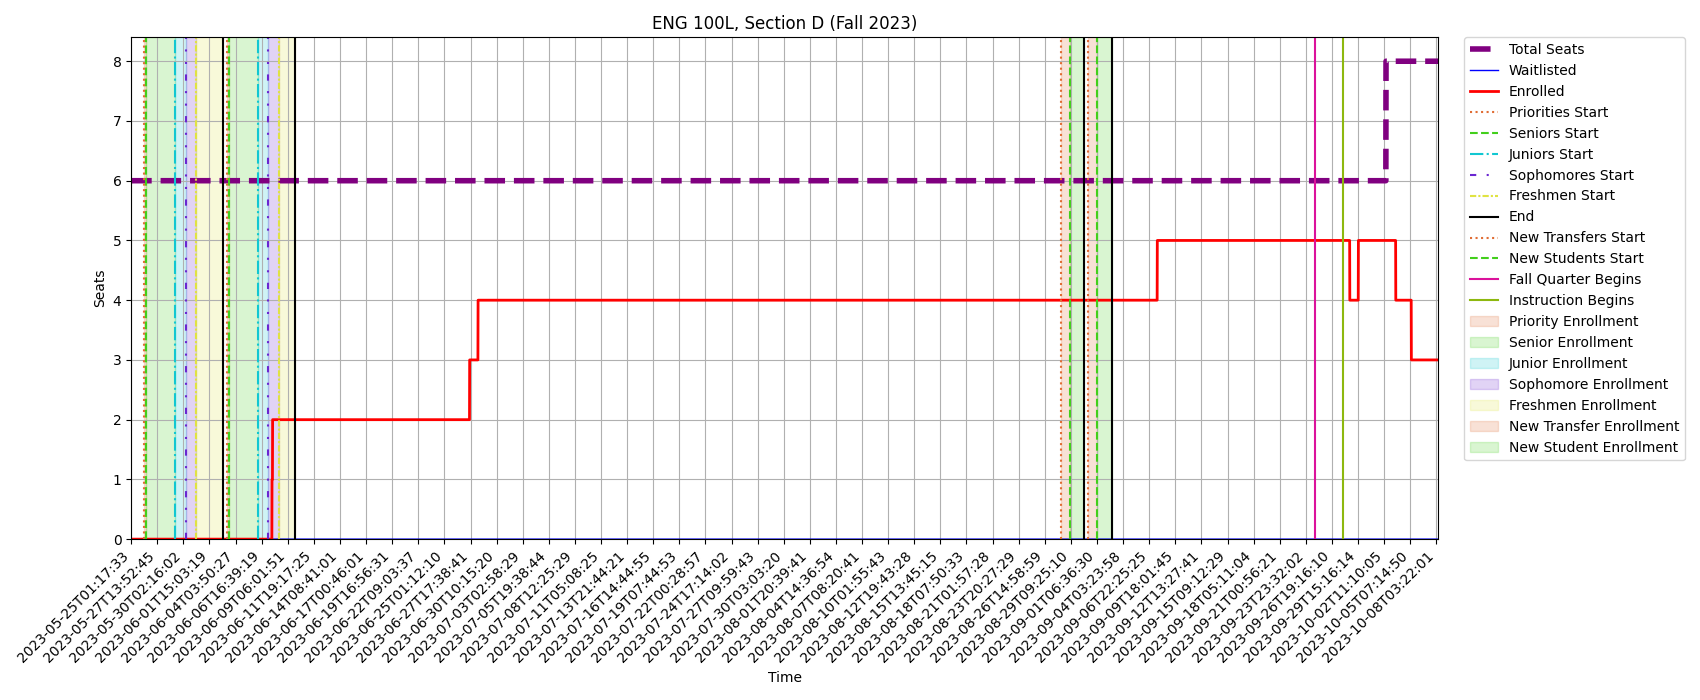 ENG 100L, Section D (Fall 2023)
Seats
8
7
6
5
4
3
2
1
0
2023-05-25T01:17:33
2023-05-27T13:52:45
2023-05-30T02:16:02
2023-06-01T15:03:19
2023-06-04T03:50:27
2023-06-06T16:39:19
2023-06-09T06:01:51
2023-06-11T19:17:25
2023-06-14T08:41:01
2023-06-17T00:46:01
2023-06-19T16:56:31
2023-06-22T09:03:37
2023-06-25T01:12:10
2023-06-27T17:38:41
2023-06-30T10:15:20
2023-07-03T02:58:29
2023-07-05T19:38:44
2023-07-08T12:25:29
2023-07-11T05:08:25
2023-07-13T21:44:21
2023-07-16T14:44:55
2023-07-19T07:44:53
2023-07-22T00:28:57
2023-07-24T17:14:02
2023-07-27T09:59:43
2023-07-30T03:03:20
2023-08-01T20:39:41
2023-08-04T14:36:54
2023-08-07T08:20:41
2023-08-10T01:55:43
2023-08-12T19:43:28
2023-08-15T13:45:15
2023-08-18T07:50:33
2023-08-21T01:57:28
2023-08-23T20:27:29
2023-08-26T14:58:59
2023-08-29T09:25:10
2023-09-01T06:36:30
2023-09-04T03:23:58
2023-09-06T22:25:25
2023-09-09T18:01:45
2023-09-12T13:27:41
2023-09-15T09:12:29
2023-09-18T05:11:04
2023-09-21T00:56:21
2023-09-23T23:32:02
2023-09-26T19:16:10
2023-09-29T15:16:14
2023-10-02T11:10:05
2023-10-05T07:14:50
2023-10-08T03:22:01
Time
Total Seats
Waitlisted
Enrolled
Priorities Start
Seniors Start
Juniors Start
Sophomores Start
Freshmen Start
End
New Transfers Start
New Students Start
Fall Quarter Begins
Instruction Begins
Priority Enrollment
Senior Enrollment
Junior Enrollment
Sophomore Enrollment
Freshmen Enrollment
New Transfer Enrollment
New Student Enrollment